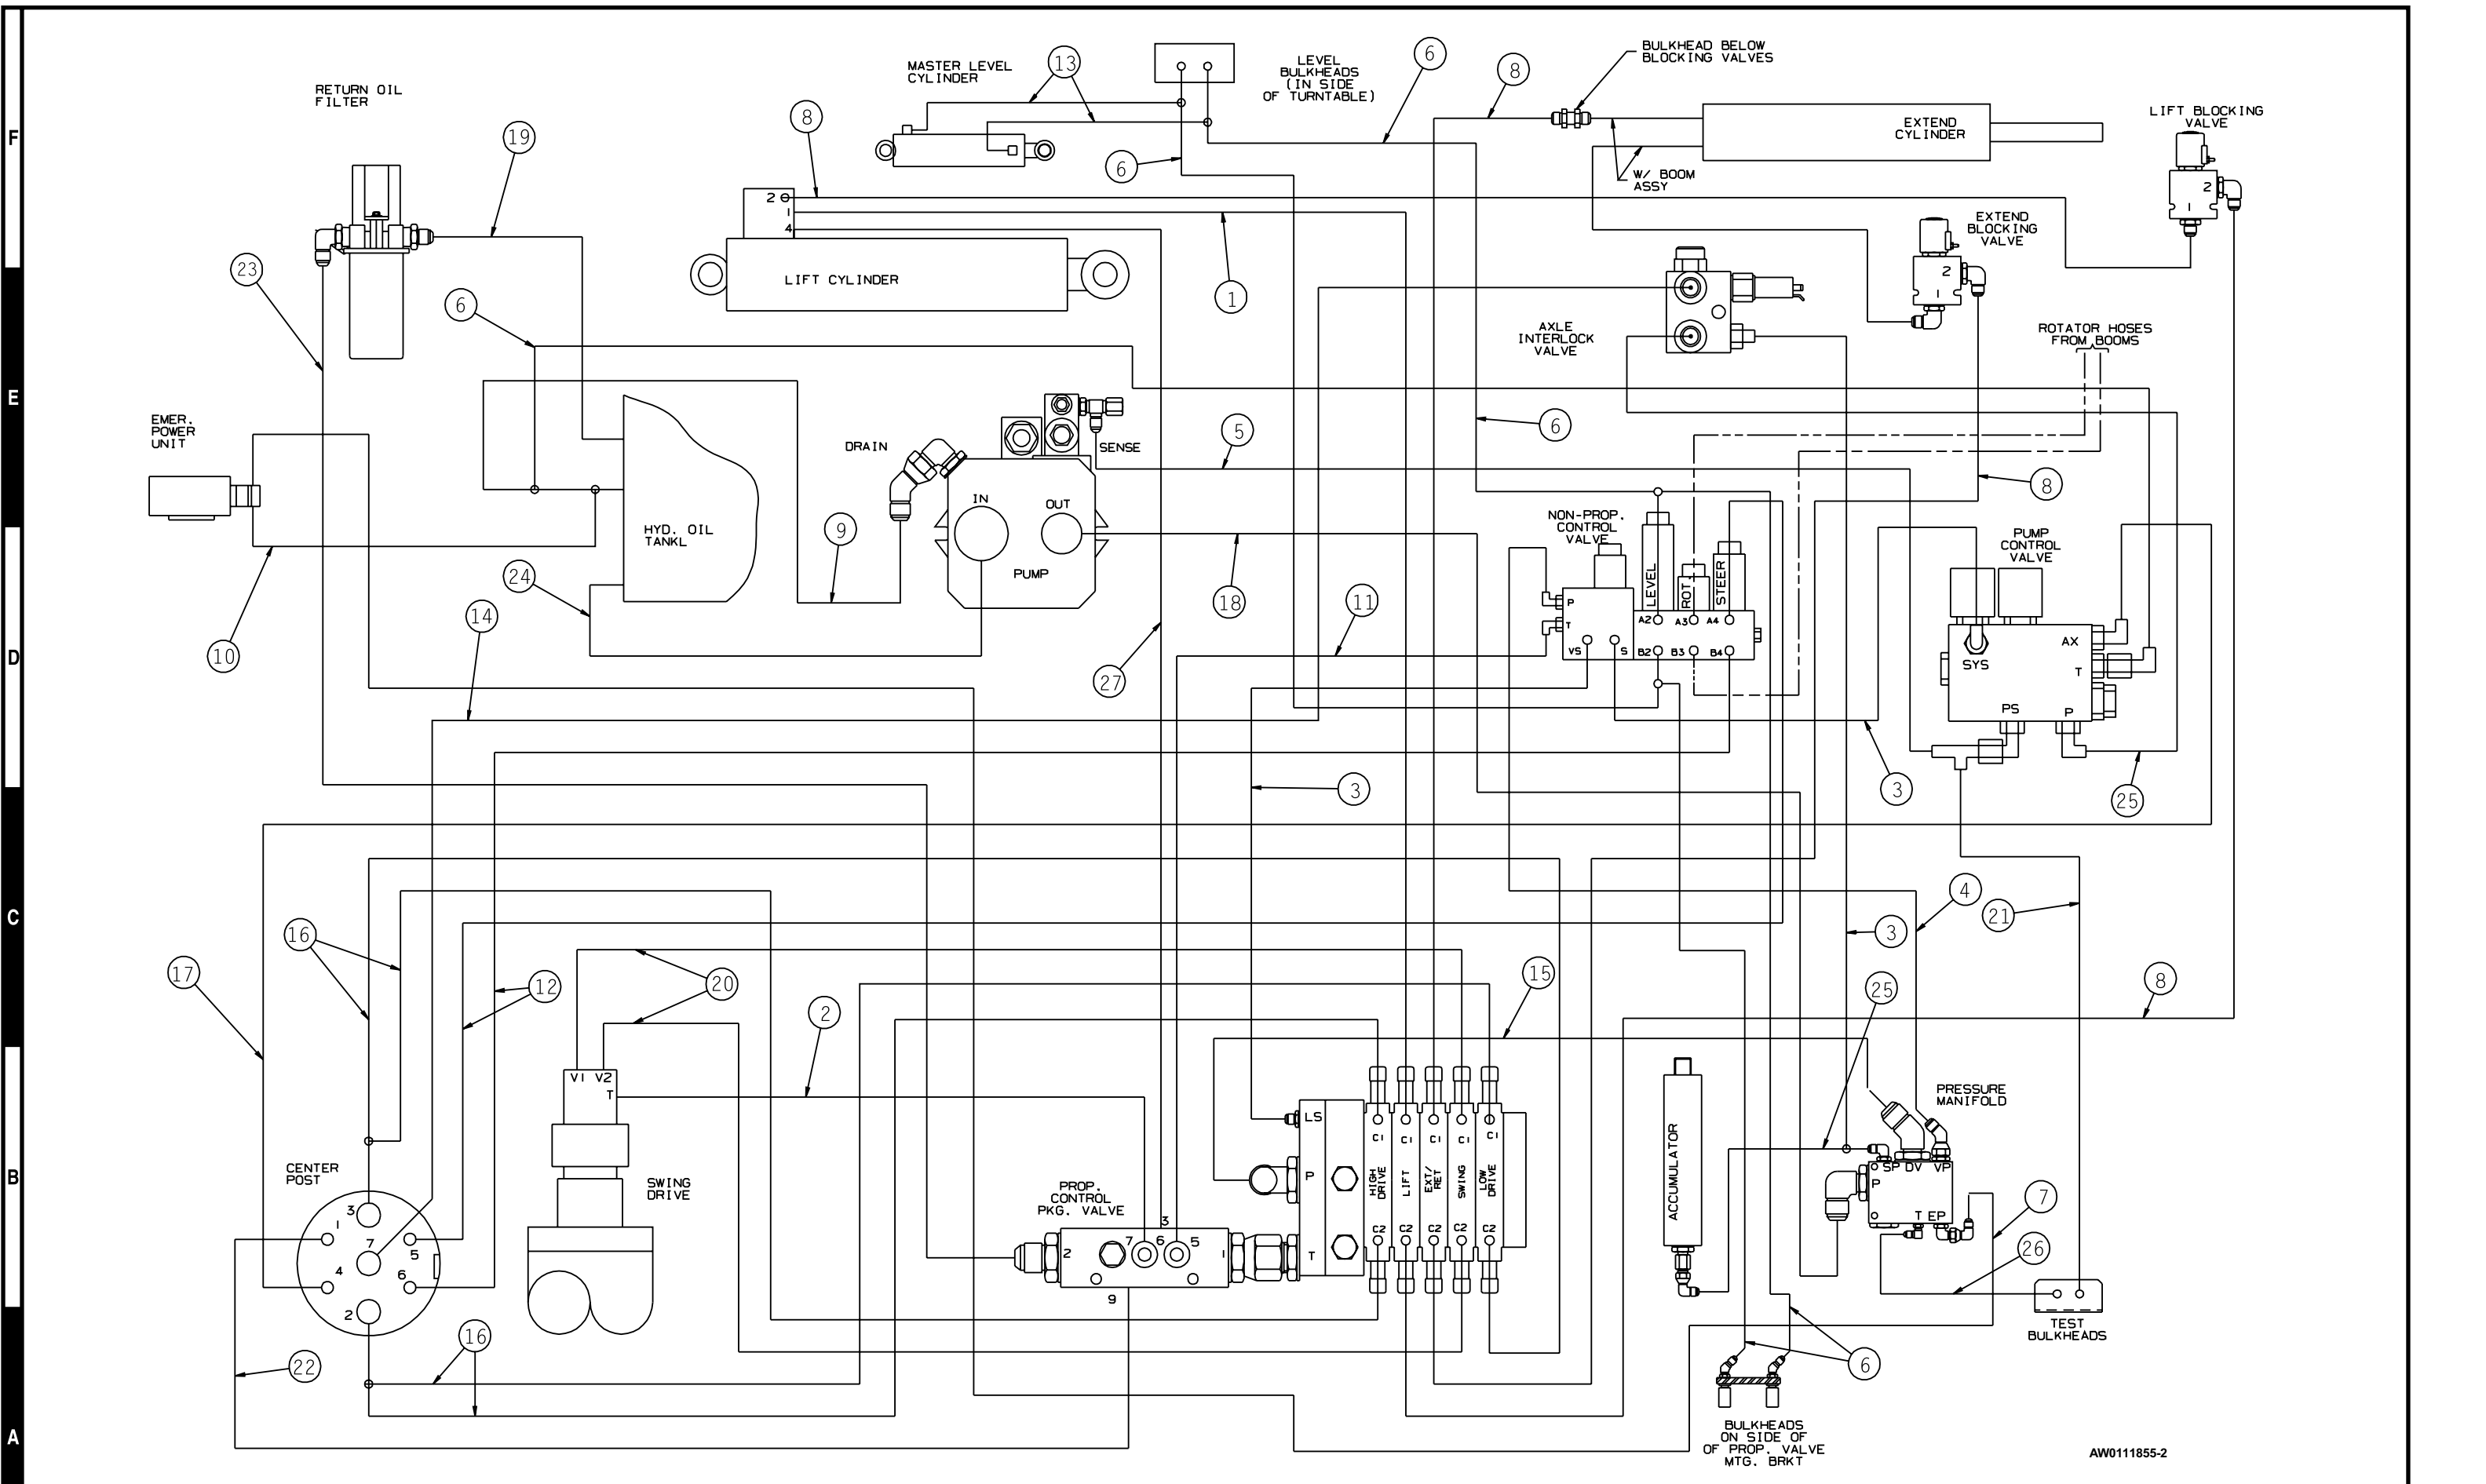 F
E
D
C
B
A
RETURN OIL
FILTER
19
23
MASTER LEVEL
CYLINDER
13
LEVEL
BULKHEADS
(IN SIDE
OF TURNTABLE)
6
8
BULKHEAD BELOW
BLOCKING VALVES
EXTEND
CYLINDER
W/ BOOM
ASSY
LIFT BLOCKING
VALVE
2
1
8
6
2
1
4
LIFT CYLINDER
1
EXTEND
BLOCKING
VALVE
2
1
AXLE
INTERLOCK
VALVE
ROTATOR HOSES
FROM BOOMS
6
EMER.
POWER
UNIT
10
HYD. OIL
TANKL
24
14
DRAIN
SENSE
IN
OUT
PUMP
9
5
18
11
27
6
8
NON-PROP.
CONTROL
VALVE
LEVEL
ROT.
STEER
P
T
VS
S
A2
A3
A4
B2
B3
B4
PUMP
CONTROL
VALVE
SYS
AX
T
PS
P
3
3
25
4
21
3
16
17
12
20
2
15
25
8
V1 V2
T
SWING
DRIVE
CENTER
POST
3
1
7
5
4
6
2
16
22
PROP.
CONTROL
PKG. VALVE
3
2
7
6
5
1
9
LS
P
T
C1
C1
C1
C1
C1
HIGH
DRIVE
LIFT
EXT/
RET
SWING
LOW
DRIVE
C2
C2
C2
C2
C2
ACCUMULATOR
PRESSURE
MANIFOLD
SP DV VP
P
T EP
7
26
TEST
BULKHEADS
6
BULKHEADS
ON SIDE OF
OF PROP. VALVE
MTG. BRKT
AW0111855-2